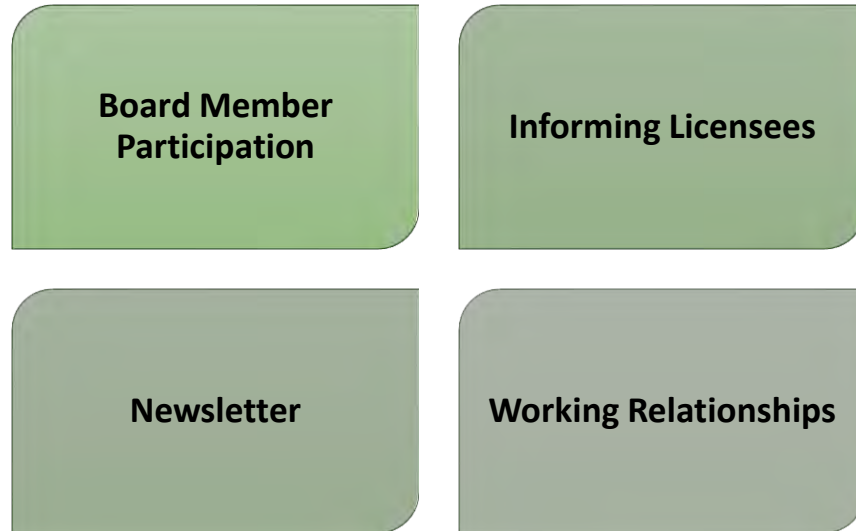 Board Member
Participation
Informing Licensees
Newsletter
Working Relationships